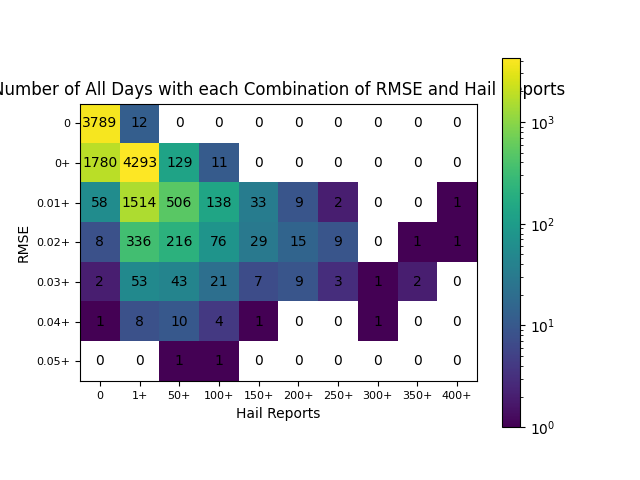 Number of All Days with each Combination of RMSE and Hail Reports
0 3789 12 0 0 0 0 0 0 0 0
0+ 1780 4293 129 11 0 0 0 0 0 0
0.01+ 58 1514 506 138 33 9 2 0 0 1
0.02+ 8 336 216 76 29 15 9 0 1 1
0.03+ 2 53 43 21 7 9 3 1 2 0
0.04+ 1 8 10 4 1 0 0 1 0 0
0.05+ 0 0 1 1 0 0 0 0 0 0
0 1+ 50+ 100+ 150+ 200+ 250+ 300+ 350+ 400+
RMSE
Hail Reports
10³
10²
10¹
10⁰